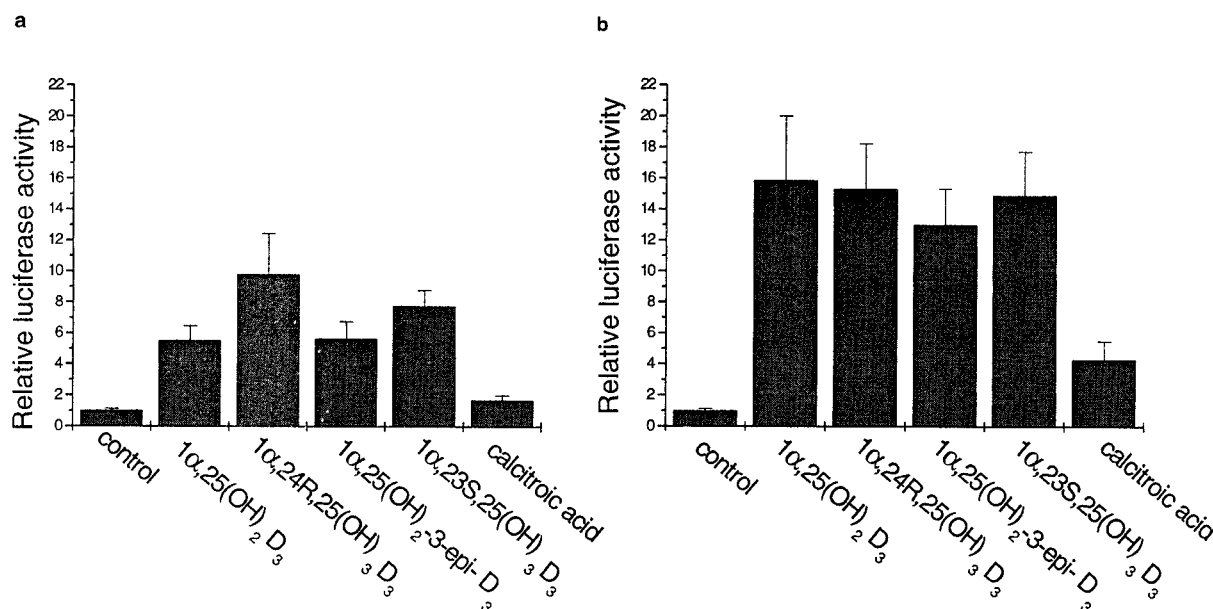 a
22
20
18
16
14
12
10
8
6
4
2
0
Relative luciferase activity
control
1α,25(OH)₂D₃
1α,24R,25(OH)₃D₃
1α,25(OH)₂-3-epi-D₃
1α,23S,25(OH)₃D₃
calcitroic acid
b
22
20
18
16
14
12
10
8
6
4
2
0
Relative luciferase activity
control
1α,25(OH)₂D₃
1α,24R,25(OH)₃D₃
1α,25(OH)₂-3-epi-D₃
1α,23S,25(OH)₃D₃
calcitroic acid